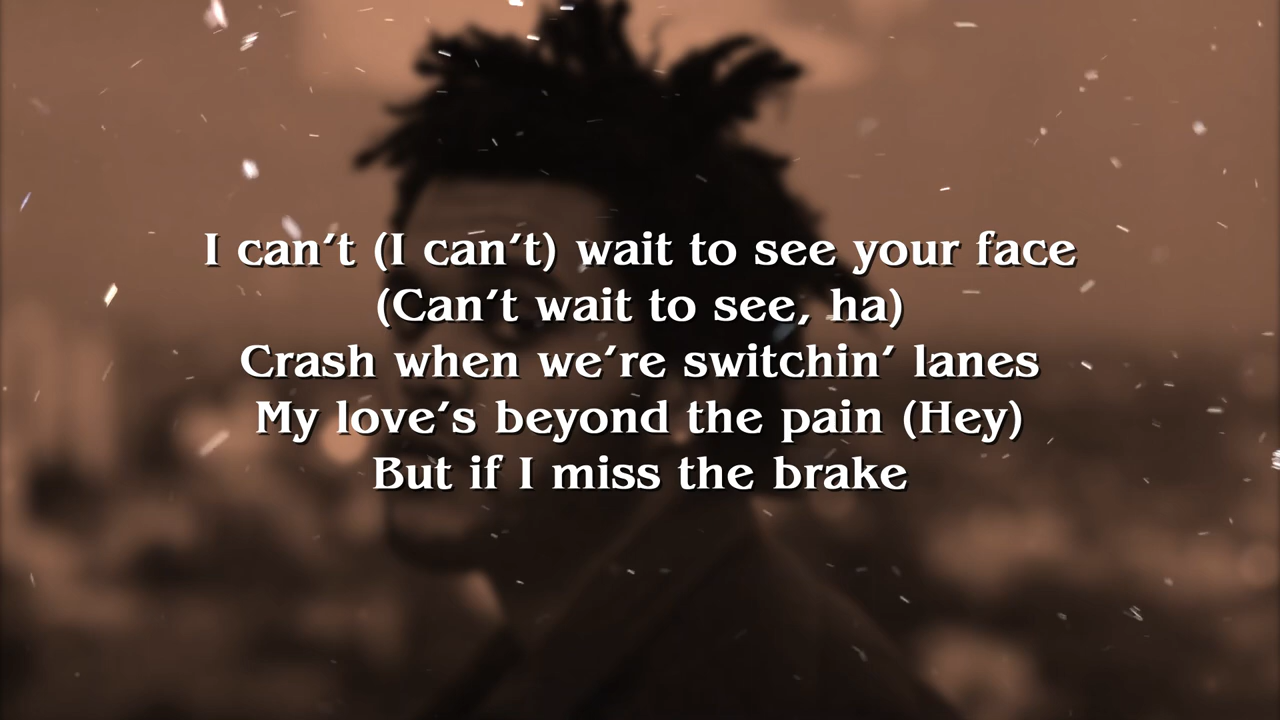 I can't (I can't) wait to see your face
(Can't wait to see, ha)
Crash when we're switchin' lanes
My love's beyond the pain (Hey)
But if I miss the brake